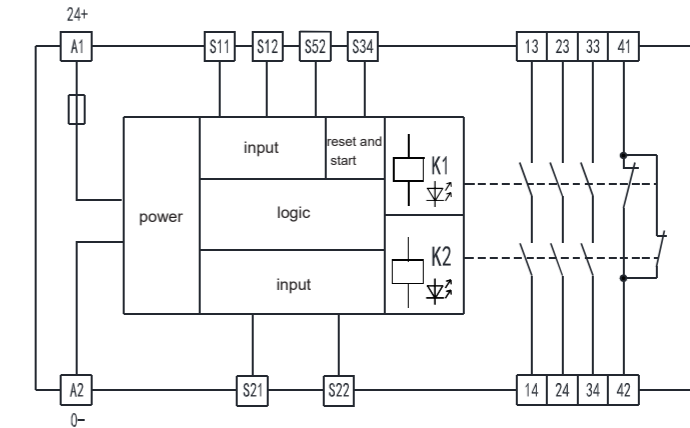 24+
A1 S11 S12 S52 S34 13 23 33 41
input
reset and
start
K1
power
logic
K2
input
A2 S21 S22 14 24 34 42
0−